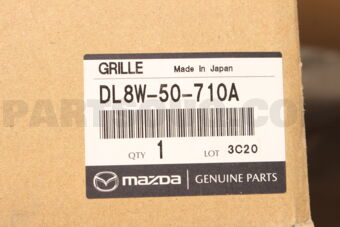 GRILLE Made in Japan
DL8W-50-710A
QTY 1 LOT 3C20
mazda GENUINE PARTS